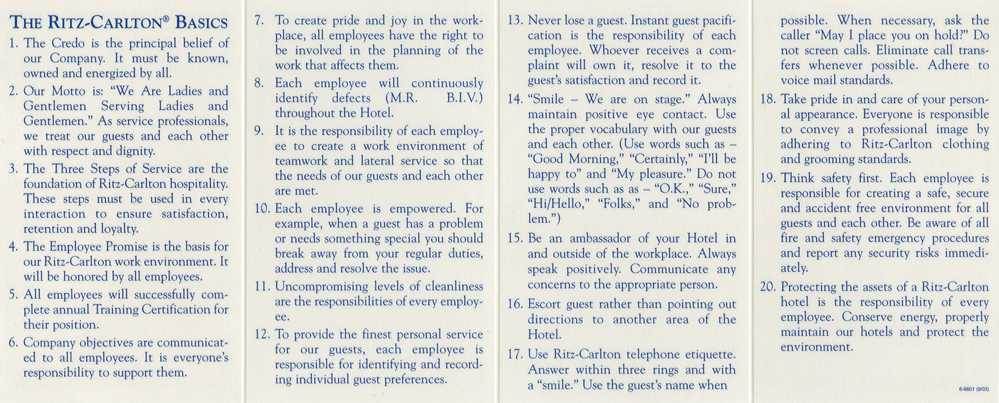 THE RITZ-CARLTON® BASICS
1. The Credo is the principal belief of
our Company. It must be known,
owned and energized by all.
2. Our Motto is: “We Are Ladies and
Gentlemen Serving Ladies and
Gentlemen.” As service professionals,
we treat our guests and each other
with respect and dignity.
3. The Three Steps of Service are the
foundation of Ritz-Carlton hospitality.
These steps must be used in every
interaction to ensure satisfaction,
retention and loyalty.
4. The Employee Promise is the basis for
our Ritz-Carlton work environment. It
will be honored by all employees.
5. All employees will successfully com-
plete annual Training Certification for
their position.
6. Company objectives are communicat-
ed to all employees. It is everyone’s
responsibility to support them.
7. To create pride and joy in the work-
place, all employees have the right to
be involved in the planning of the
work that affects them.
8. Each employee will continuously
identify defects (M.R. B.I.V.)
throughout the Hotel.
9. It is the responsibility of each employ-
ee to create a work environment of
teamwork and lateral service so that
the needs of our guests and each other
are met.
10. Each employee is empowered. For
example, when a guest has a problem
or needs something special you should
break away from your regular duties,
address and resolve the issue.
11. Uncompromising levels of cleanliness
are the responsibilities of every employ-
ee.
12. To provide the finest personal service
for our guests, each employee is
responsible for identifying and record-
ing individual guest preferences.
13. Never lose a guest. Instant guest pacifi-
cation is the responsibility of each
employee. Whoever receives a com-
plaint will own it, resolve it to the
guest’s satisfaction and record it.
14. “Smile – We are on stage.” Always
maintain positive eye contact. Use
the proper vocabulary with our guests
and each other. (Use words such as –
“Good Morning,” “Certainly,” “I’ll be
happy to” and “My pleasure.” Do not
use words such as as – “O.K.,” “Sure,”
“Hi/Hello,” “Folks,” and “No prob-
lem.”)
15. Be an ambassador of your Hotel in
and outside of the workplace. Always
speak positively. Communicate any
concerns to the appropriate person.
16. Escort guest rather than pointing out
directions to another area of the
Hotel.
17. Use Ritz-Carlton telephone etiquette.
Answer within three rings and with
a “smile.” Use the guest’s name when
possible. When necessary, ask the
caller “May I place you on hold?” Do
not screen calls. Eliminate call trans-
fers whenever possible. Adhere to
voice mail standards.
18. Take pride in and care of your person-
al appearance. Everyone is responsible
to convey a professional image by
adhering to Ritz-Carlton clothing
and grooming standards.
19. Think safety first. Each employee is
responsible for creating a safe, secure
and accident free environment for all
guests and each other. Be aware of all
fire and safety emergency procedures
and report any security risks immedi-
ately.
20. Protecting the assets of a Ritz-Carlton
hotel is the responsibility of every
employee. Conserve energy, properly
maintain our hotels and protect the
environment.
6-6601 (9/03)